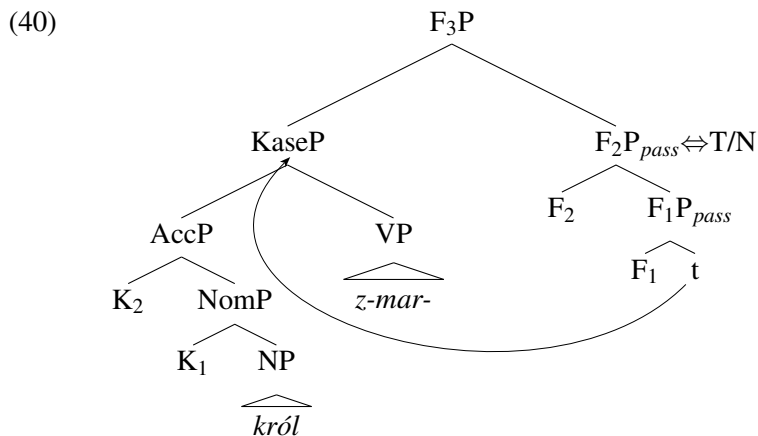 (40) F₃P
KaseP F₂Ppass⇔T/N
AccP VP F₂ F₁Ppass
K₂ NomP z-mar- F₁ t
K₁ NP
król